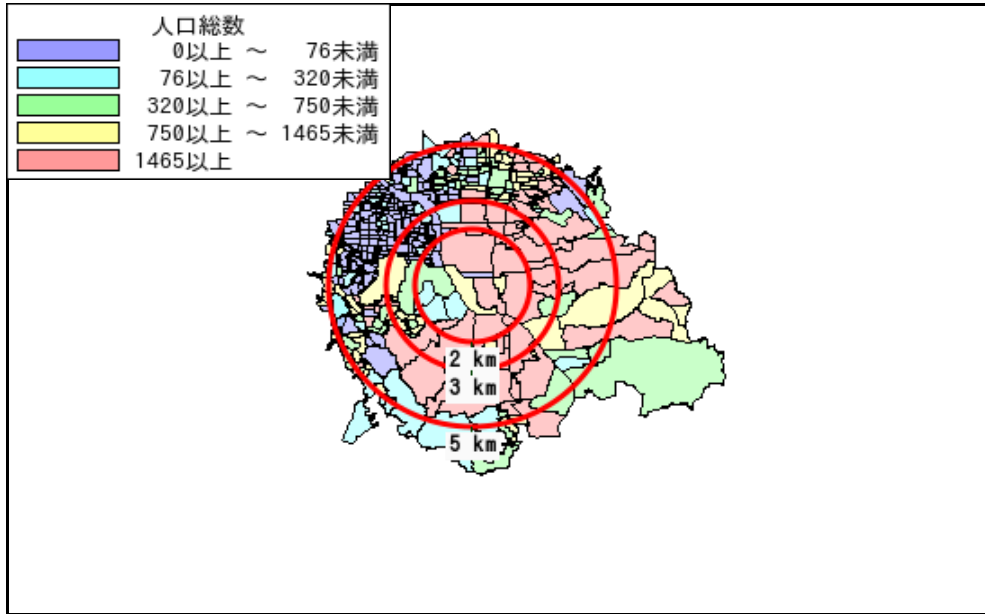 人口総数
0以上 ～ 76未満
76以上 ～ 320未満
320以上 ～ 750未満
750以上 ～ 1465未満
1465以上
2 km
3 km
5 km